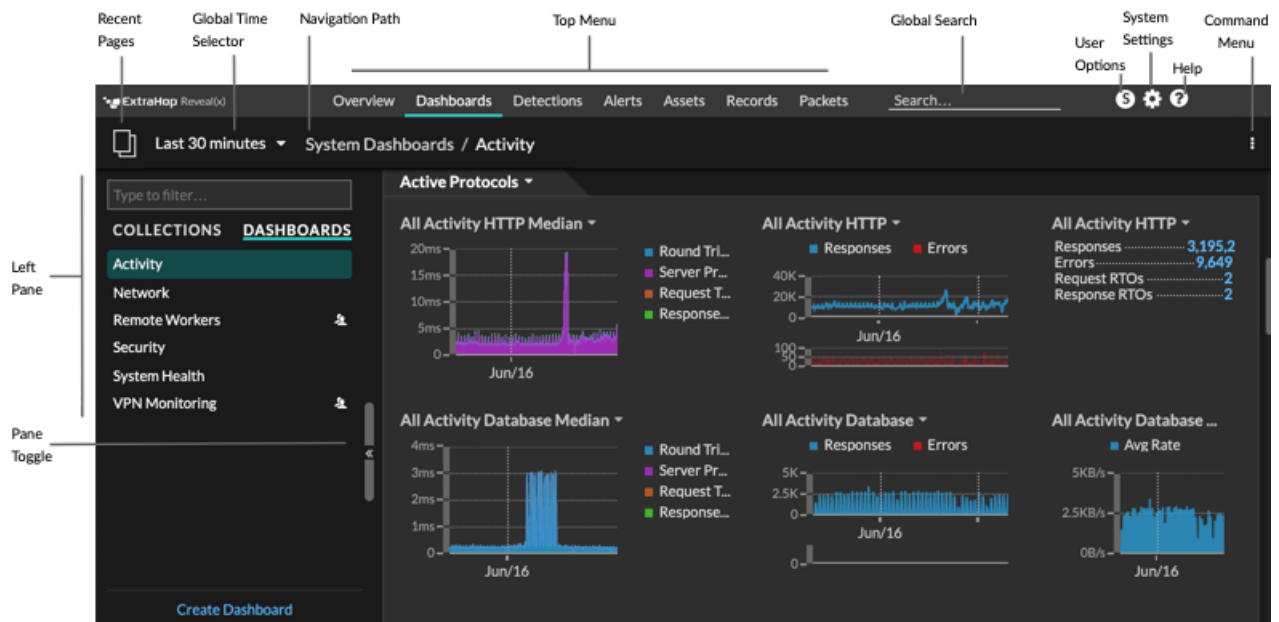 Recent Pages
Global Time Selector
Navigation Path
Top Menu
Global Search
User Options
System Settings
Help
Command Menu
ExtraHop Reveal(x)
Overview Dashboards Detections Alerts Assets Records Packets Search... S ?
Last 30 minutes System Dashboards / Activity
Left Pane
Pane Toggle
Type to filter...
COLLECTIONS DASHBOARDS
Activity
Network
Remote Workers
Security
System Health
VPN Monitoring
«
Create Dashboard
Active Protocols
All Activity HTTP Median
20ms
15ms
10ms
5ms
0
Jun/16
Round Tri...
Server Pr...
Request T...
Response...
All Activity HTTP
Responses Errors
40K
20K
0
Jun/16
100
50
0
All Activity HTTP
Responses 3,195,2
Errors 9,649
Request RTOs 2
Response RTOs 2
All Activity Database Median
4ms
3ms
2ms
1ms
0
Jun/16
Round Tri...
Server Pr...
Request T...
Response...
All Activity Database
Responses Errors
5K
2.5K
0
Jun/16
0
All Activity Database ...
Avg Rate
5KB/s
2.5KB/s
0B/s
Jun/16